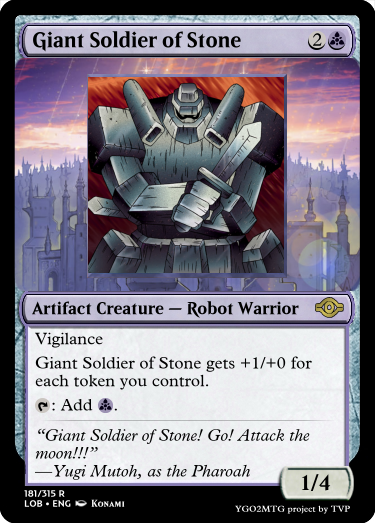 Giant Soldier of Stone 2
Artifact Creature — Robot Warrior
Vigilance
Giant Soldier of Stone gets +1/+0 for
each token you control.
: Add .
“Giant Soldier of Stone! Go! Attack the
moon!!!”
—Yugi Mutoh, as the Pharoah
1/4
181/315 R
LOB • ENG Konami
YGO2MTG project by TVP